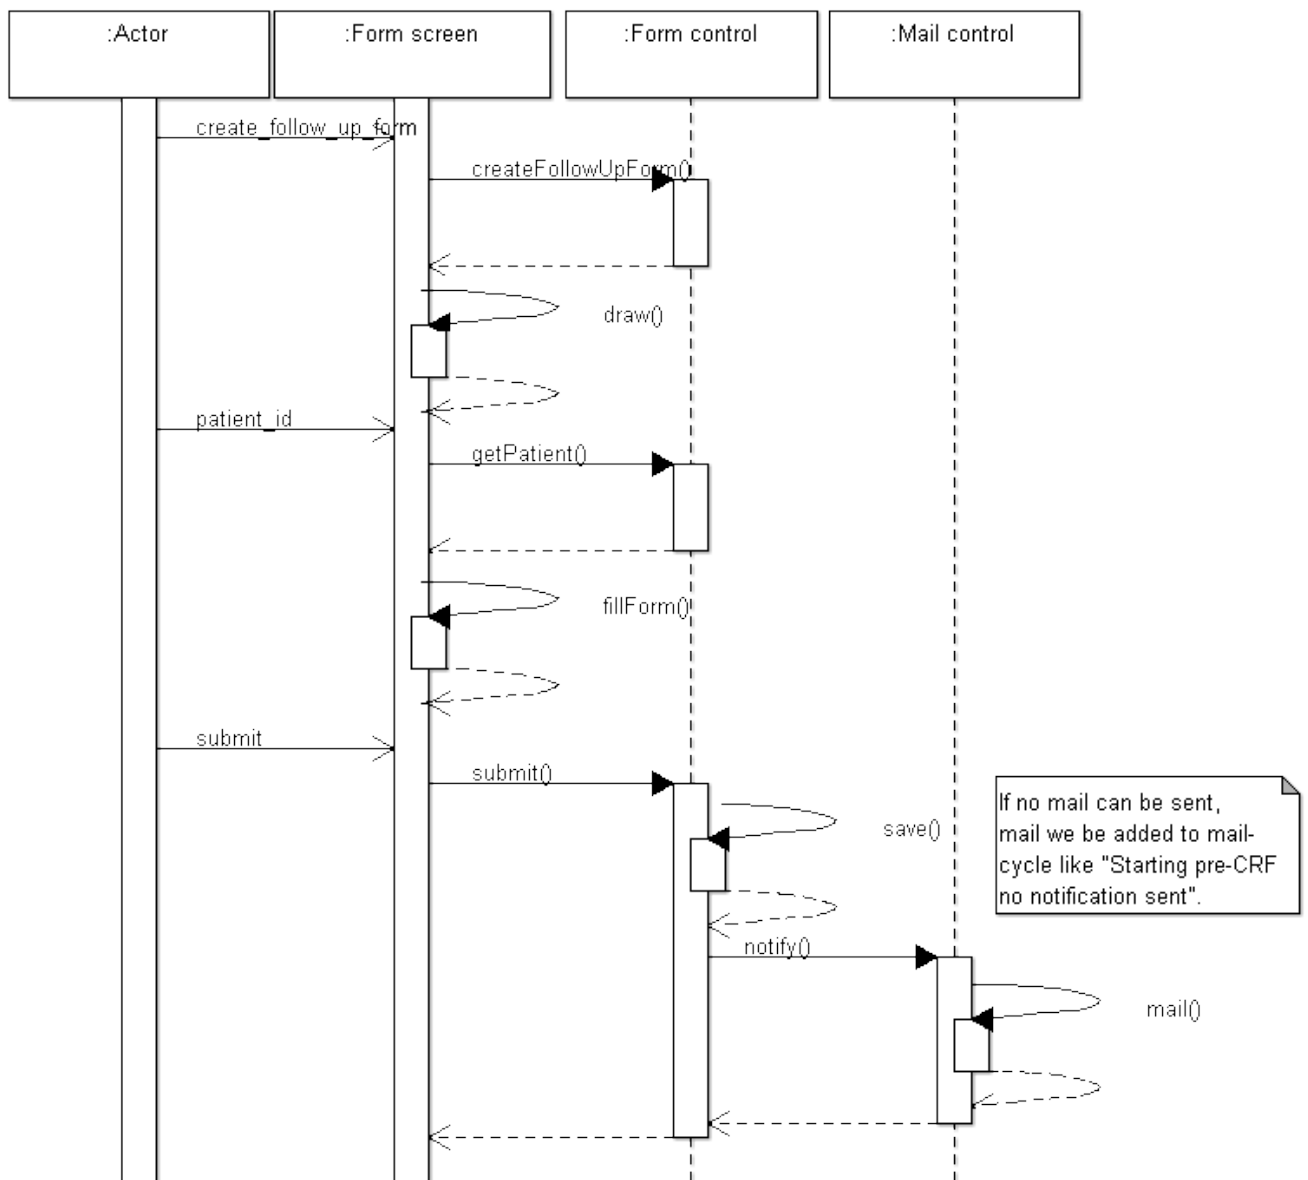 :Actor
:Form screen
:Form control
:Mail control
create_follow_up_form
createFollowUpForm()
draw()
patient_id
getPatient()
fillForm()
submit
submit()
If no mail can be sent,
mail we be added to mail-
cycle like "Starting pre-CRF
no notification sent".
save()
notify()
mail()